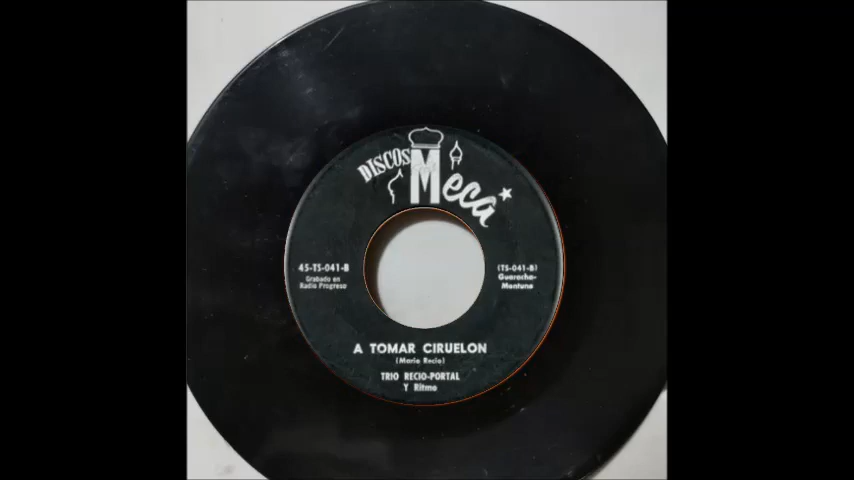 DISCOS
Meca
45-TS-041-B
Grabado en
Radio Progreso
(TS-041-B)
Guaracha-
Montuna
A TOMAR CIRUELON
(Mario Recio)
TRIO RECIO-PORTAL
Y Ritmo